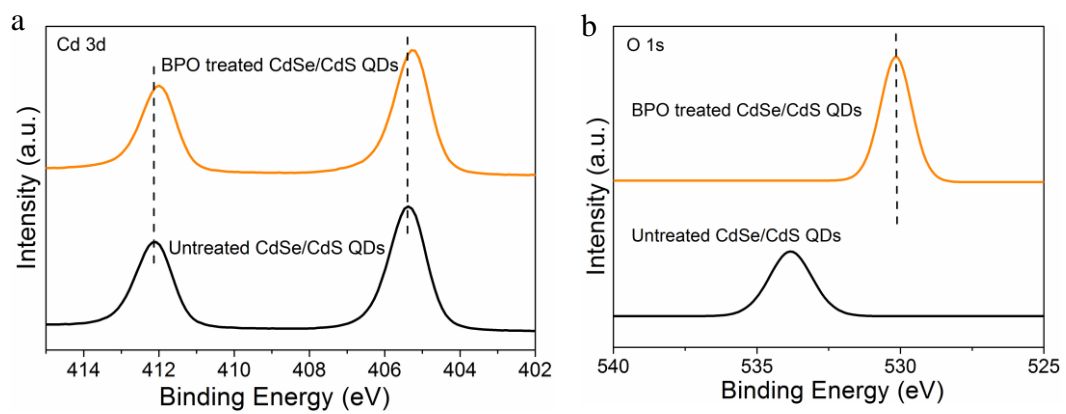 a
Cd 3d
BPO treated CdSe/CdS QDs
Untreated CdSe/CdS QDs
Intensity (a.u.)
414 412 410 408 406 404 402
Binding Energy (eV)
b
O 1s
BPO treated CdSe/CdS QDs
Untreated CdSe/CdS QDs
Intensity (a.u.)
540 535 530 525
Binding Energy (eV)